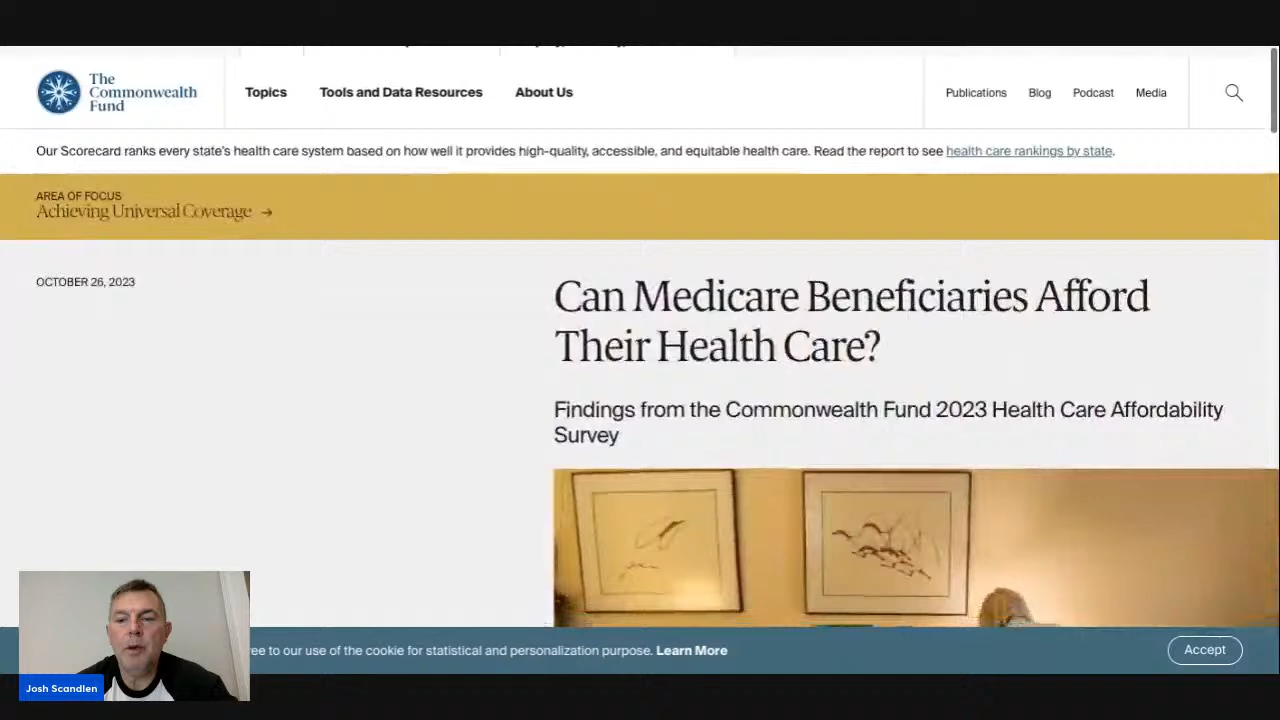 The
Commonwealth
Fund
Topics
Tools and Data Resources
About Us
Publications
Blog
Podcast
Media
Our Scorecard ranks every state's health care system based on how well it provides high-quality, accessible, and equitable health care. Read the report to see health care rankings by state.
AREA OF FOCUS
Achieving Universal Coverage →
OCTOBER 26, 2023
Can Medicare Beneficiaries Afford
Their Health Care?
Findings from the Commonwealth Fund 2023 Health Care Affordability
Survey
to our use of the cookie for statistical and personalization purpose. Learn More
Accept
Josh Scandlen